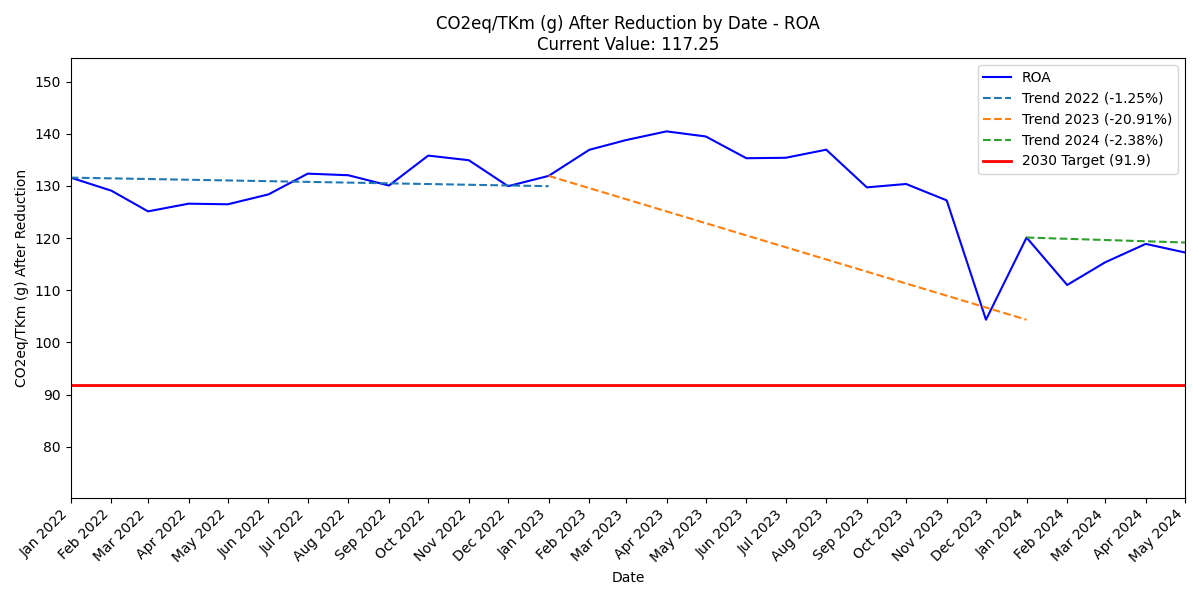 CO2eq/TKm (g) After Reduction by Date - ROA
Current Value: 117.25
ROA
Trend 2022 (-1.25%)
Trend 2023 (-20.91%)
Trend 2024 (-2.38%)
2030 Target (91.9)
CO2eq/TKm (g) After Reduction
150
140
130
120
110
100
90
80
Jan 2022
Feb 2022
Mar 2022
Apr 2022
May 2022
Jun 2022
Jul 2022
Aug 2022
Sep 2022
Oct 2022
Nov 2022
Dec 2022
Jan 2023
Feb 2023
Mar 2023
Apr 2023
May 2023
Jun 2023
Jul 2023
Aug 2023
Sep 2023
Oct 2023
Nov 2023
Dec 2023
Jan 2024
Feb 2024
Mar 2024
Apr 2024
May 2024
Date